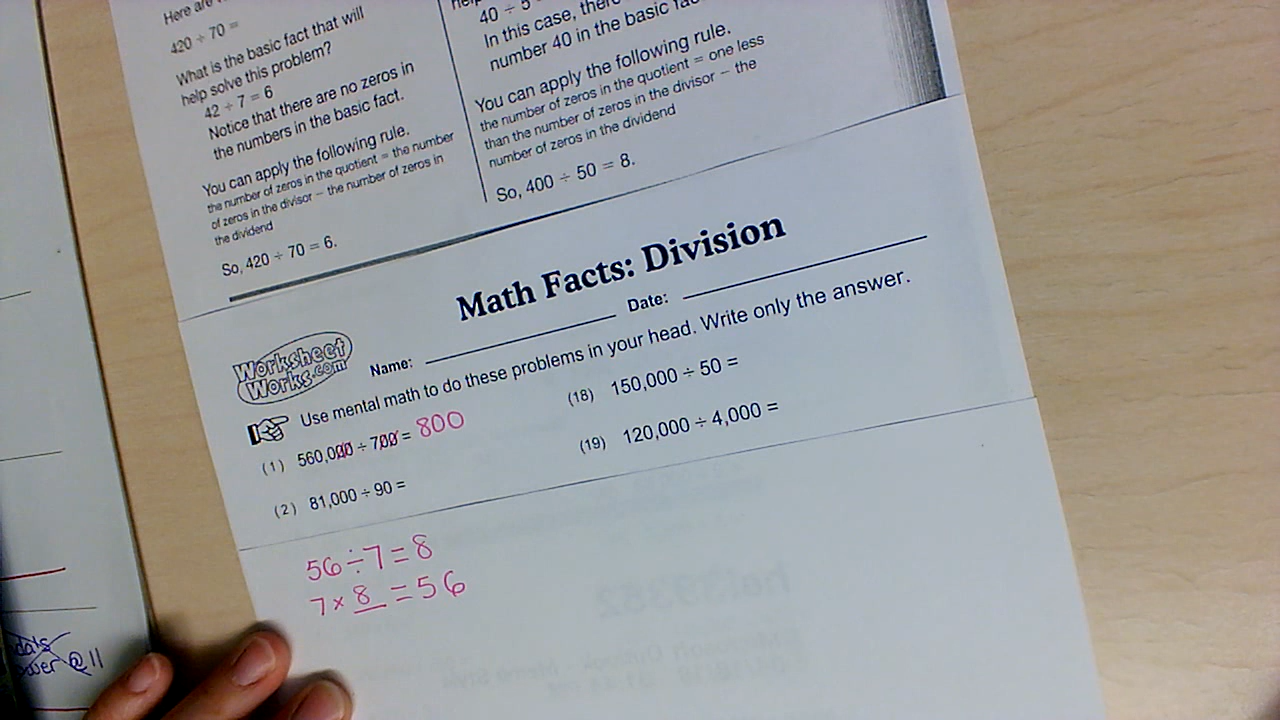 Here are
420 ÷ 70 =
What is the basic fact that will
help solve this problem?
42 ÷ 7 = 6
Notice that there are no zeros in
the numbers in the basic fact.
You can apply the following rule.
the number of zeros in the quotient = the number
of zeros in the divisor – the number of zeros in
the dividend
So, 420 ÷ 70 = 6.
40 ÷ 5
In this case, there
number 40 in the basic
You can apply the following rule.
the number of zeros in the quotient = one less
than the number of zeros in the divisor – the
number of zeros in the dividend
So, 400 ÷ 50 = 8.
Math Facts: Division
Worksheet
Works.com
Name:
Date:
Use mental math to do these problems in your head. Write only the answer.
(1) 560,000 ÷ 700 = 800
(2) 81,000 ÷ 90 =
(18) 150,000 ÷ 50 =
(19) 120,000 ÷ 4,000 =
56 ÷ 7 = 8
7 × 8 = 56
@ 11